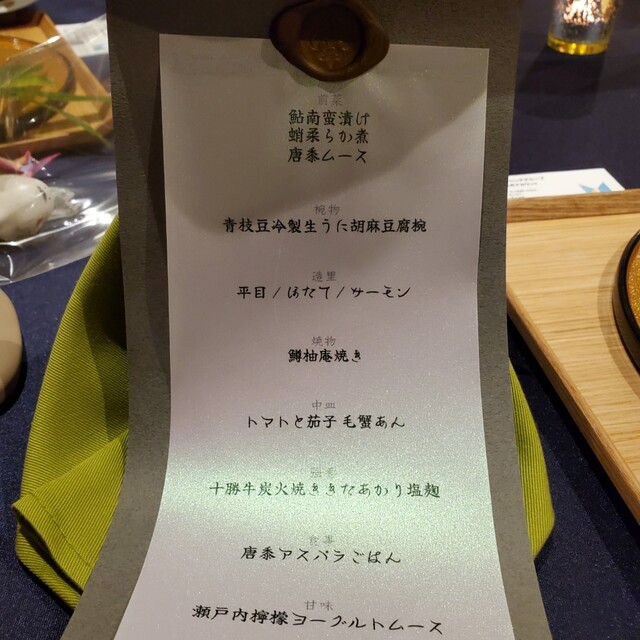 前菜
鮎南蛮漬け
蛸柔らか煮
唐黍ムース
椀物
青枝豆冷製生うに胡麻豆腐椀
造里
平目/ほたて/サーモン
焼物
鱒柚庵焼き
中皿
トマトと茄子 毛蟹あん
強肴
十勝牛炭火焼ききたあかり塩麹
食事
唐黍アスパラごはん
甘味
瀬戸内檸檬ヨーグルトムース